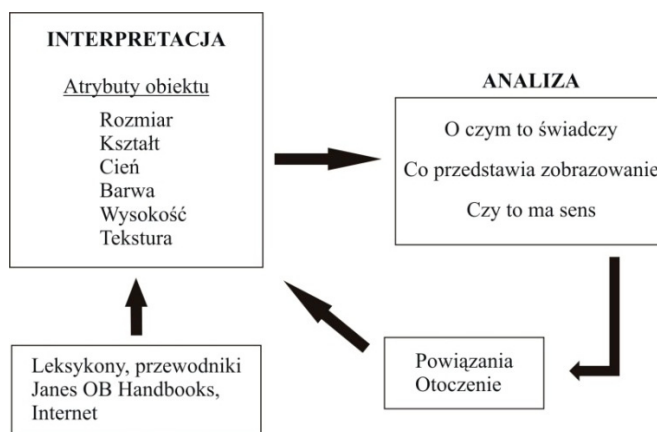 INTERPRETACJA
Atrybuty obiektu
Rozmiar
Kształt
Cień
Barwa
Wysokość
Tekstura
ANALIZA
O czym to świadczy
Co przedstawia zobrazowanie
Czy to ma sens
Leksykony, przewodniki
Janes OB Handbooks,
Internet
Powiązania
Otoczenie